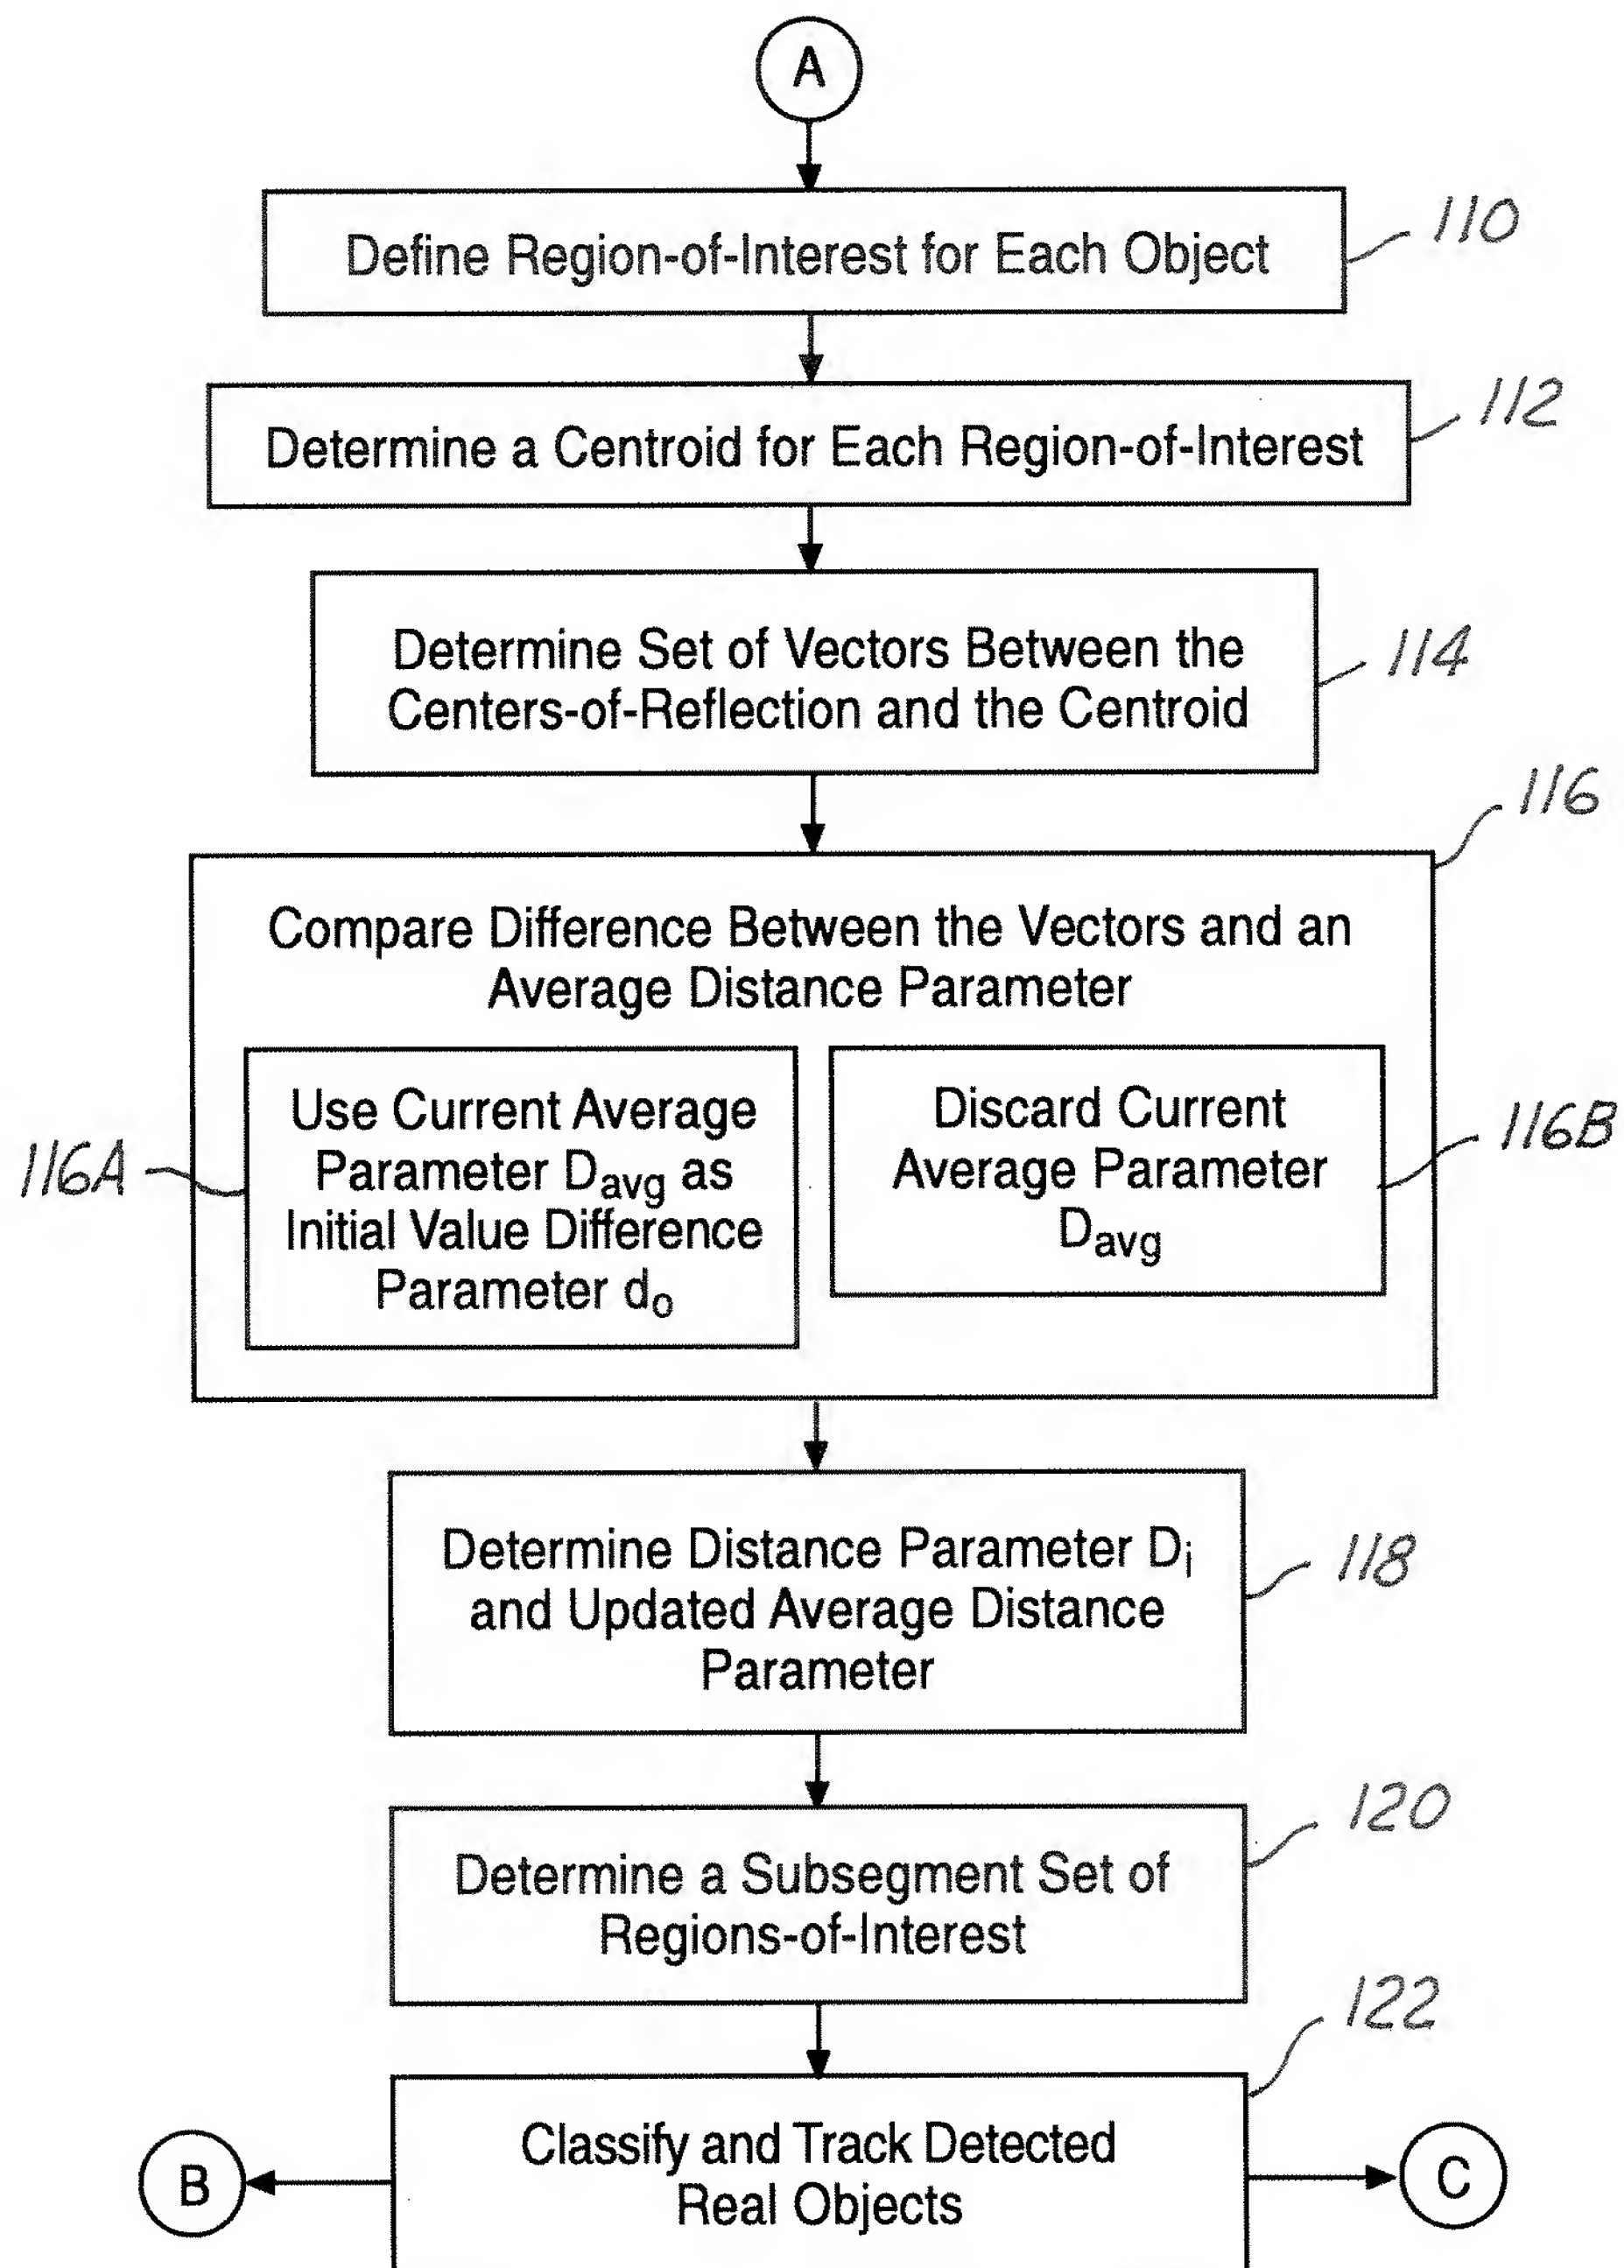 A
Define Region-of-Interest for Each Object
110
Determine a Centroid for Each Region-of-Interest
112
Determine Set of Vectors Between the
Centers-of-Reflection and the Centroid
114
116
Compare Difference Between the Vectors and an
Average Distance Parameter
116A
Use Current Average
Parameter Davg as
Initial Value Difference
Parameter do
Discard Current
Average Parameter
Davg
116B
Determine Distance Parameter Di
and Updated Average Distance
Parameter
118
Determine a Subsegment Set of
Regions-of-Interest
120
122
Classify and Track Detected
Real Objects
B
C